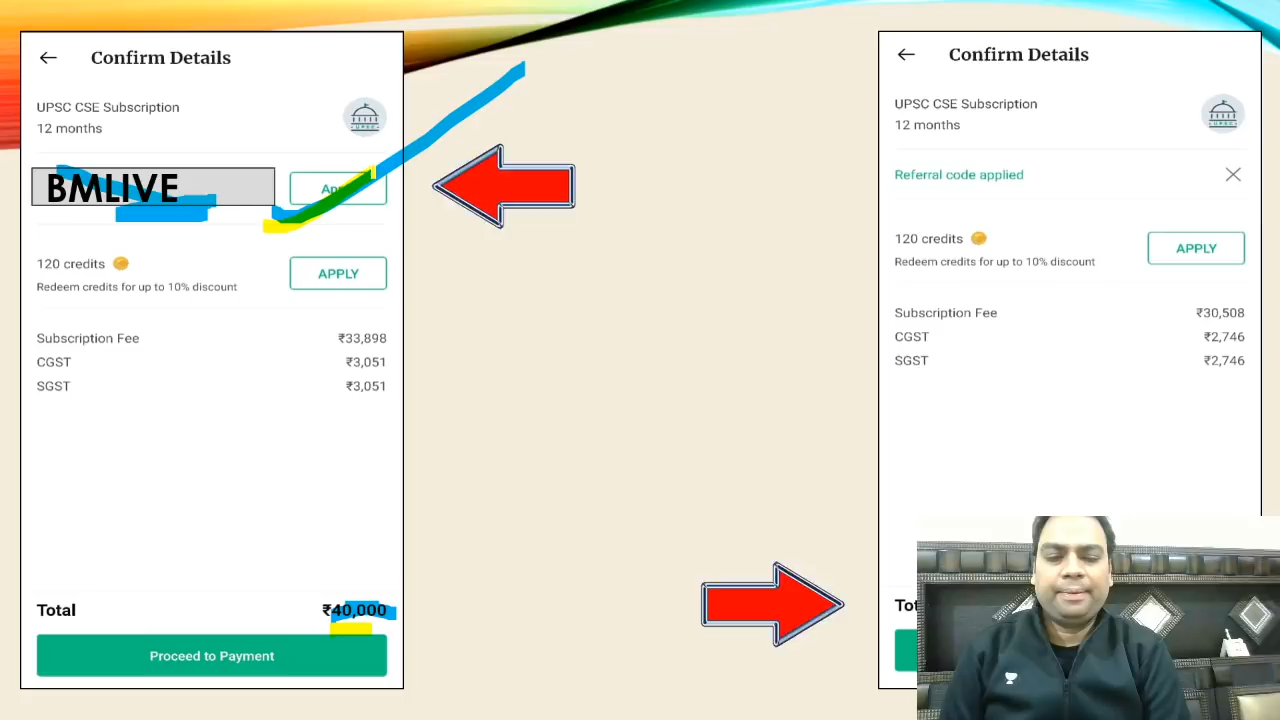 Confirm Details
UPSC CSE Subscription
12 months
UPSC
BMLIVE
120 credits
APPLY
Redeem credits for up to 10% discount
Subscription Fee ₹33,898
CGST ₹3,051
SGST ₹3,051
Total ₹40,000
Proceed to Payment
Confirm Details
UPSC CSE Subscription
12 months
UPSC
Referral code applied
120 credits
APPLY
Redeem credits for up to 10% discount
Subscription Fee ₹30,508
CGST ₹2,746
SGST ₹2,746